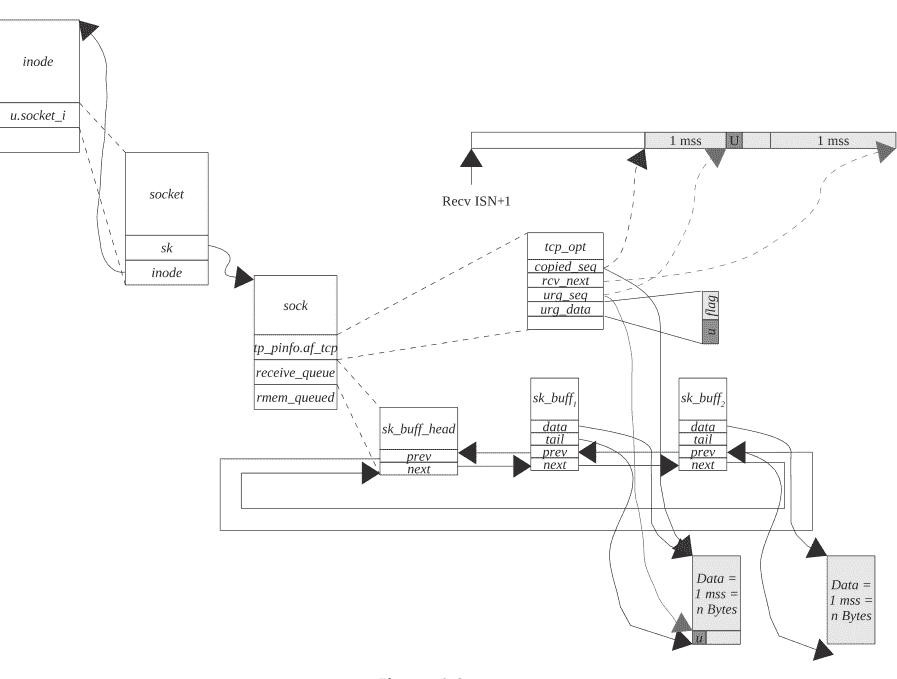 inode
u.socket_i
socket
sk
inode
1 mss
U
1 mss
Recv ISN+1
tcp_opt
copied_seq
rcv_next
urg_seq
urg_data
flag
u
sock
tp_pinfo.af_tcp
receive_queue
rmem_queued
sk_buff_head
prev
next
sk_buff1
data
tail
prev
next
sk_buff2
data
tail
prev
next
Data =
1 mss =
n Bytes
u
Data =
1 mss =
n Bytes